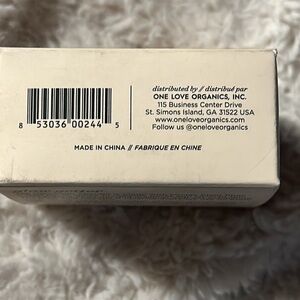 distributed by // distribué par
ONE LOVE ORGANICS, INC.
115 Business Center Drive
St. Simons Island, GA 31522 USA
www.oneloveorganics.com
Follow us @oneloveorganics
8 53036 00244 5
MADE IN CHINA // FABRIQUE EN CHINE